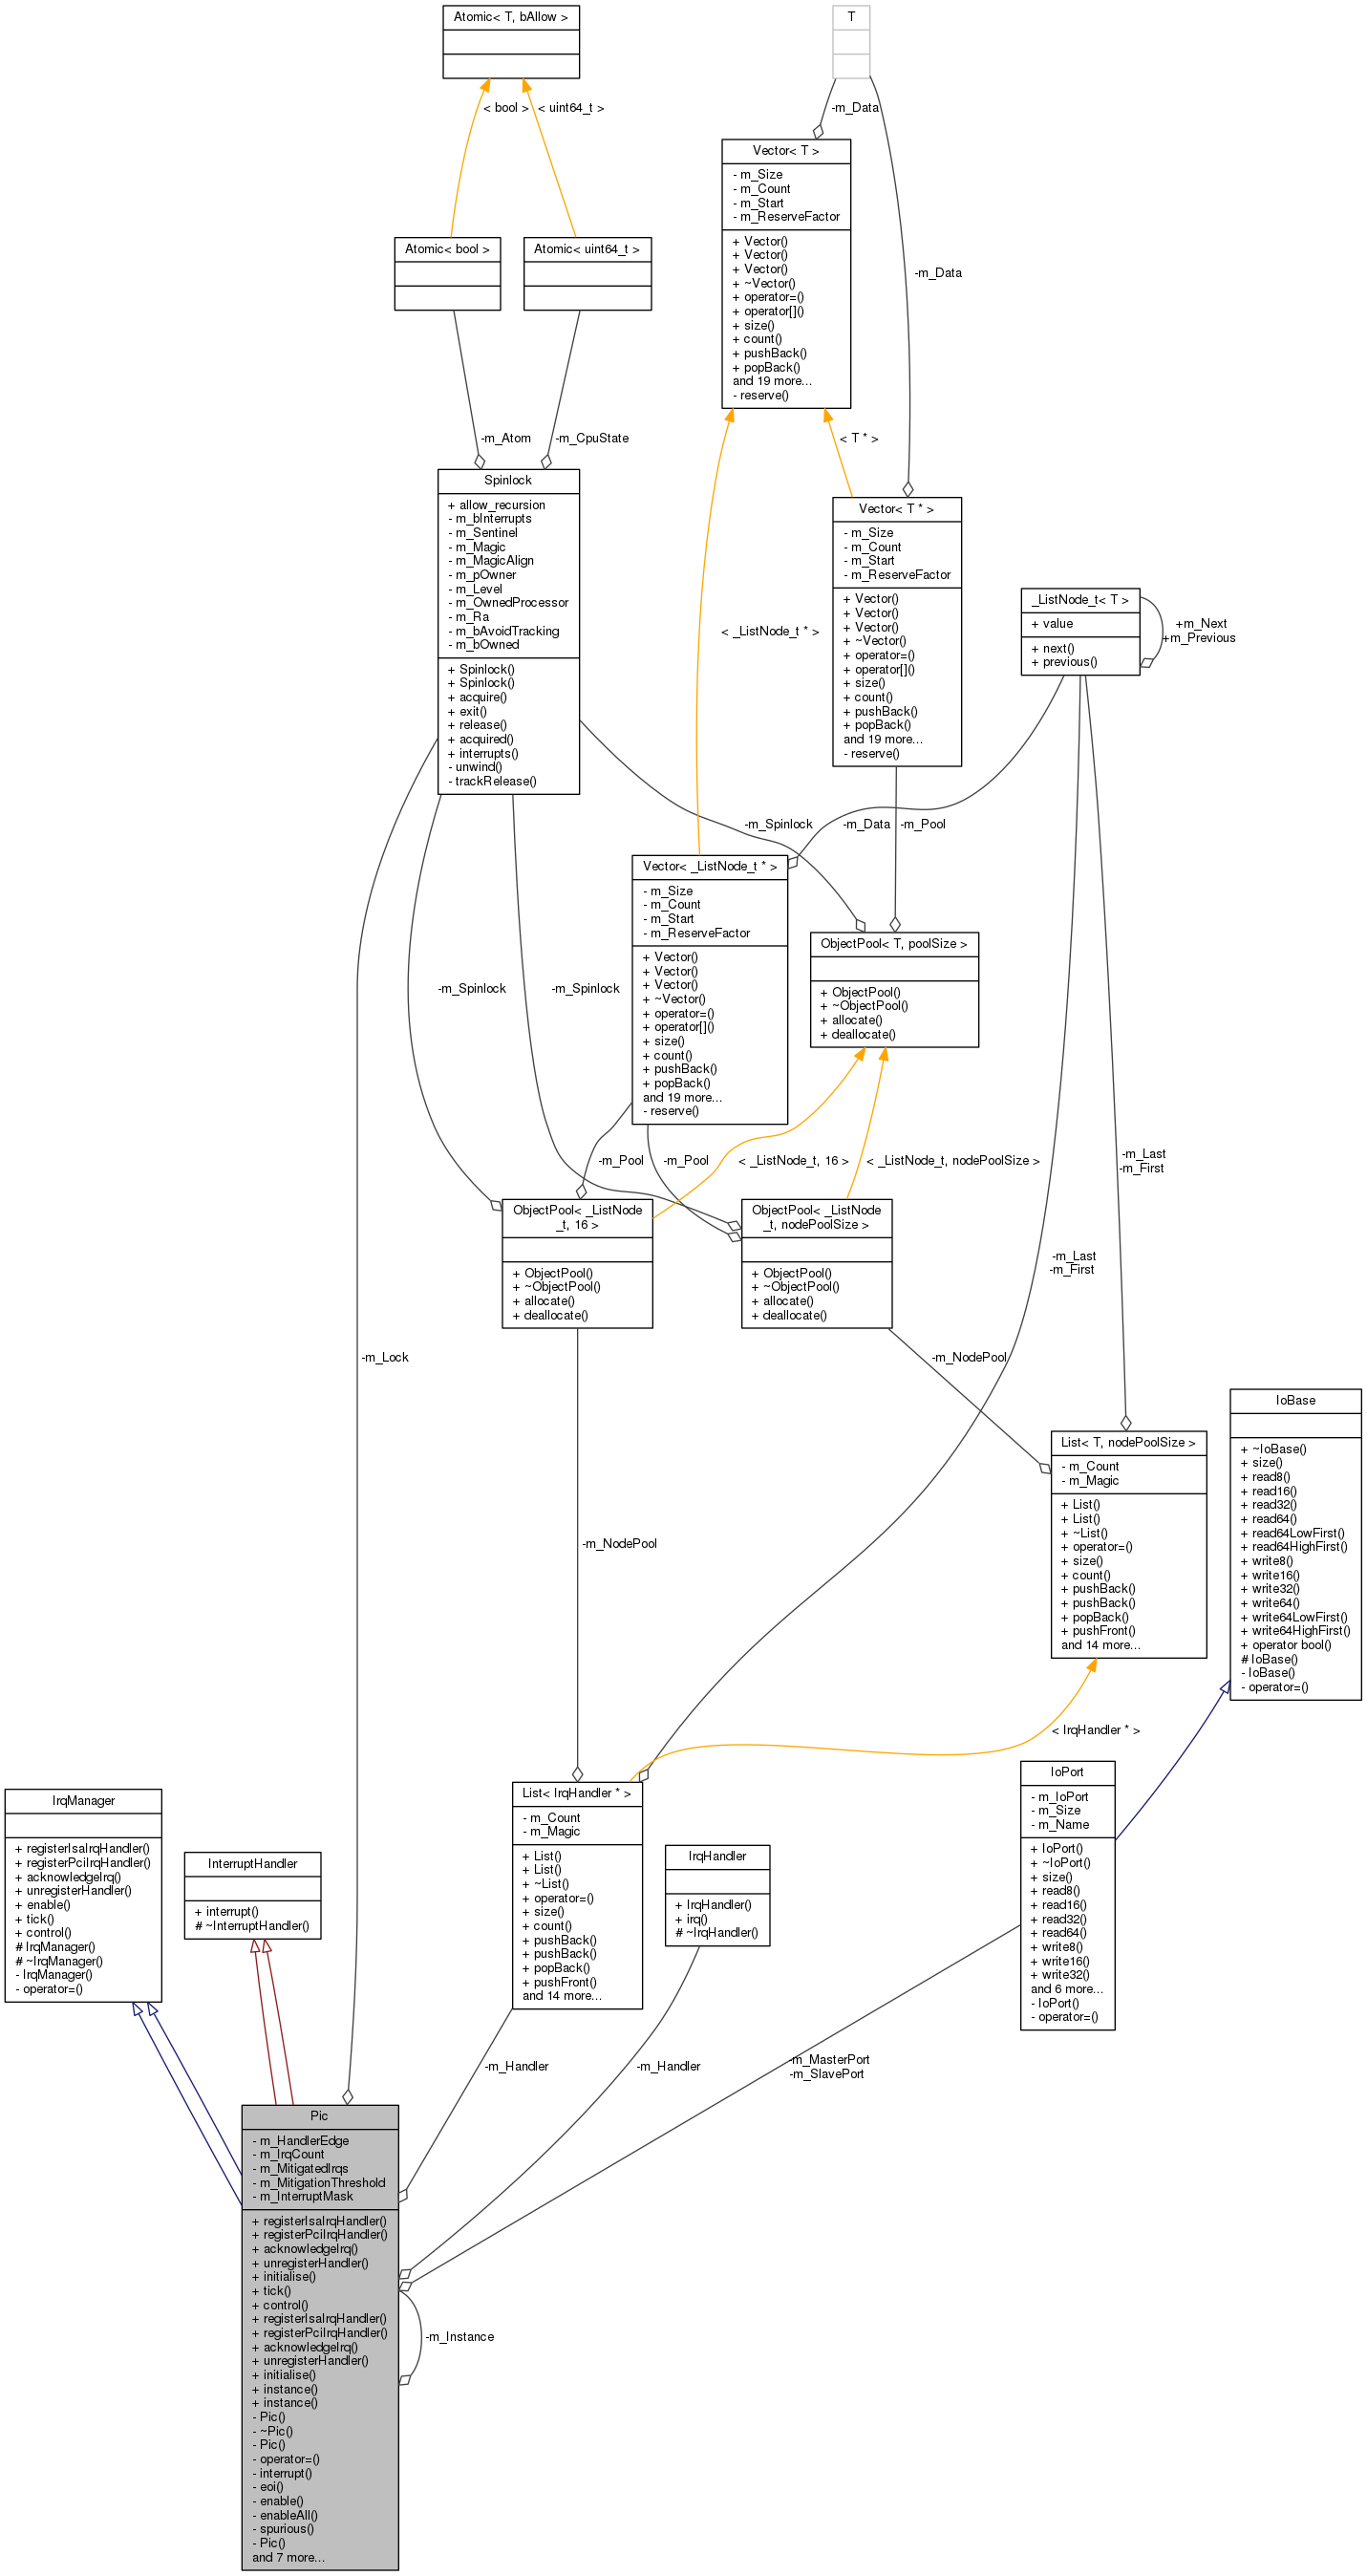 Atomic< T, bAllow >
T
< bool >
< uint64_t >
-m_Data
Vector< T >
- m_Size
- m_Count
- m_Start
- m_ReserveFactor
+ Vector()
+ Vector()
+ Vector()
+ ~Vector()
+ operator=()
+ operator[]()
+ size()
+ count()
+ pushBack()
+ popBack()
and 19 more...
- reserve()
Atomic< bool >
Atomic< uint64_t >
-m_Data
-m_Atom
-m_CpuState
< T * >
Spinlock
+ allow_recursion
- m_bInterrupts
- m_Sentinel
- m_Magic
- m_MagicAlign
- m_pOwner
- m_Level
- m_OwnedProcessor
- m_Ra
- m_bAvoidTracking
- m_bOwned
+ Spinlock()
+ Spinlock()
+ acquire()
+ exit()
+ release()
+ acquired()
+ interrupts()
- unwind()
- trackRelease()
Vector< T * >
- m_Size
- m_Count
- m_Start
- m_ReserveFactor
+ Vector()
+ Vector()
+ Vector()
+ ~Vector()
+ operator=()
+ operator[]()
+ size()
+ count()
+ pushBack()
+ popBack()
and 19 more...
- reserve()
< _ListNode_t * >
_ListNode_t< T >
+ value
+ next()
+ previous()
+m_Next
+m_Previous
-m_Spinlock
-m_Data
-m_Pool
Vector< _ListNode_t * >
- m_Size
- m_Count
- m_Start
- m_ReserveFactor
+ Vector()
+ Vector()
+ Vector()
+ ~Vector()
+ operator=()
+ operator[]()
+ size()
+ count()
+ pushBack()
+ popBack()
and 19 more...
- reserve()
ObjectPool< T, poolSize >
+ ObjectPool()
+ ~ObjectPool()
+ allocate()
+ deallocate()
-m_Spinlock
-m_Spinlock
-m_Pool
-m_Pool
< _ListNode_t, 16 >
< _ListNode_t, nodePoolSize >
-m_Last
-m_First
ObjectPool< _ListNode
_t, 16 >
+ ObjectPool()
+ ~ObjectPool()
+ allocate()
+ deallocate()
ObjectPool< _ListNode
_t, nodePoolSize >
+ ObjectPool()
+ ~ObjectPool()
+ allocate()
+ deallocate()
-m_Last
-m_First
-m_Lock
-m_NodePool
List< T, nodePoolSize >
- m_Count
- m_Magic
+ List()
+ List()
+ ~List()
+ operator=()
+ size()
+ count()
+ pushBack()
+ pushBack()
+ popBack()
+ pushFront()
and 14 more...
IoBase
+ ~IoBase()
+ size()
+ read8()
+ read16()
+ read32()
+ read64()
+ read64LowFirst()
+ read64HighFirst()
+ write8()
+ write16()
+ write32()
+ write64()
+ write64LowFirst()
+ write64HighFirst()
+ operator bool()
# IoBase()
- IoBase()
- operator=()
-m_NodePool
< IrqHandler * >
IrqManager
+ registerIsaIrqHandler()
+ registerPciIrqHandler()
+ acknowledgeIrq()
+ unregisterHandler()
+ enable()
+ tick()
+ control()
# IrqManager()
# ~IrqManager()
- IrqManager()
- operator=()
InterruptHandler
+ interrupt()
# ~InterruptHandler()
List< IrqHandler * >
- m_Count
- m_Magic
+ List()
+ List()
+ ~List()
+ operator=()
+ size()
+ count()
+ pushBack()
+ pushBack()
+ popBack()
+ pushFront()
and 14 more...
IrqHandler
+ IrqHandler()
+ irq()
# ~IrqHandler()
IoPort
- m_IoPort
- m_Size
- m_Name
+ IoPort()
+ ~IoPort()
+ size()
+ read8()
+ read16()
+ read32()
+ read64()
+ write8()
+ write16()
+ write32()
and 6 more...
- IoPort()
- operator=()
-m_Handler
-m_Handler
-m_MasterPort
-m_SlavePort
Pic
- m_HandlerEdge
- m_IrqCount
- m_MitigatedIrqs
- m_MitigationThreshold
- m_InterruptMask
+ registerIsaIrqHandler()
+ registerPciIrqHandler()
+ acknowledgeIrq()
+ unregisterHandler()
+ initialise()
+ tick()
+ control()
+ registerIsaIrqHandler()
+ registerPciIrqHandler()
+ acknowledgeIrq()
+ unregisterHandler()
+ initialise()
+ instance()
+ instance()
- Pic()
- ~Pic()
- Pic()
- operator=()
- interrupt()
- eoi()
- enable()
- enableAll()
- spurious()
- Pic()
and 7 more...
-m_Instance